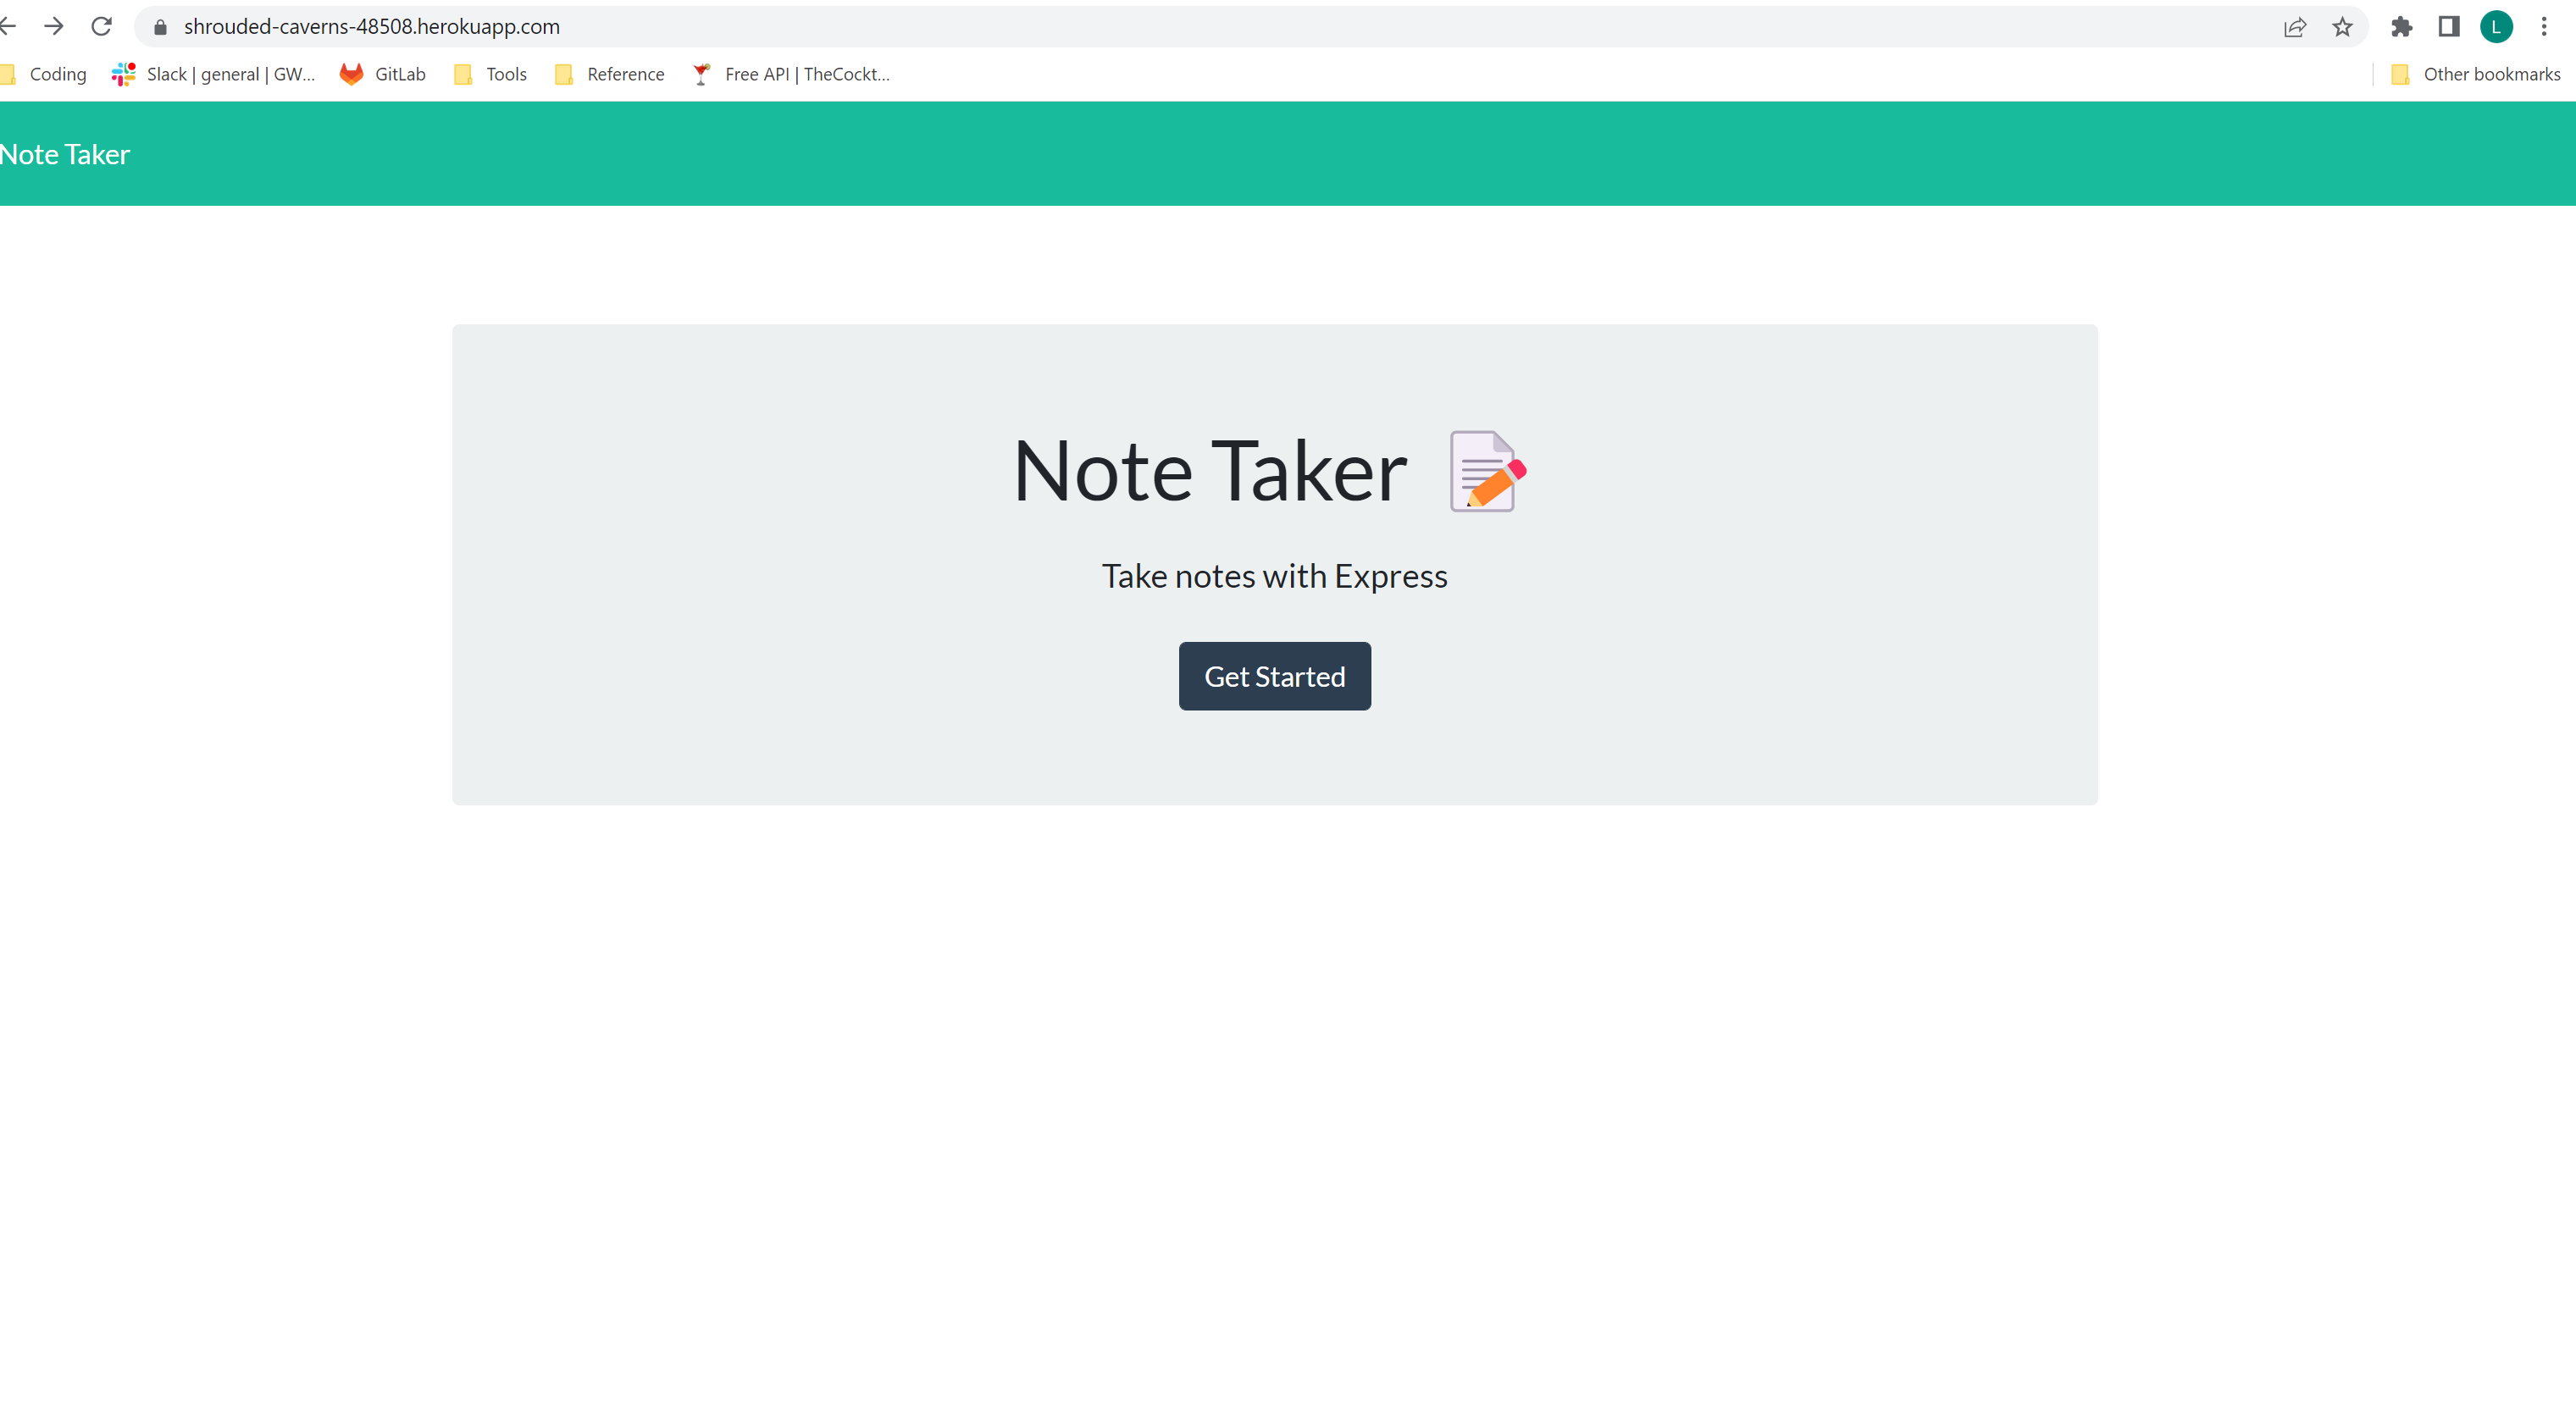 shrouded-caverns-48508.herokuapp.com
L
Coding Slack | general | GW... GitLab Tools Reference Free API | TheCockt... Other bookmarks
Note Taker
Note Taker
Take notes with Express
Get Started